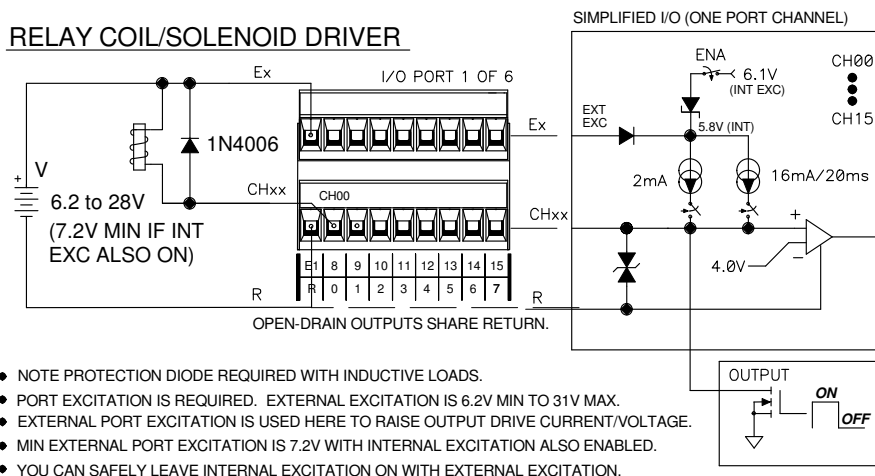 SIMPLIFIED I/O (ONE PORT CHANNEL)
RELAY COIL/SOLENOID DRIVER
Ex
I/O PORT 1 OF 6
ENA
6.1V
(INT EXC)
CH00
CH15
EXT
EXC
Ex
5.8V (INT)
1N4006
2mA
16mA/20ms
+
V
6.2 to 28V
(7.2V MIN IF INT
EXC ALSO ON)
CHxx
CH00
CHxx
+
4.0V
−
E1 8 9 10 11 12 13 14 15
R 0 1 2 3 4 5 6 7
R
R
OPEN-DRAIN OUTPUTS SHARE RETURN.
OUTPUT
ON
OFF
• NOTE PROTECTION DIODE REQUIRED WITH INDUCTIVE LOADS.
• PORT EXCITATION IS REQUIRED. EXTERNAL EXCITATION IS 6.2V MIN TO 31V MAX.
• EXTERNAL PORT EXCITATION IS USED HERE TO RAISE OUTPUT DRIVE CURRENT/VOLTAGE.
• MIN EXTERNAL PORT EXCITATION IS 7.2V WITH INTERNAL EXCITATION ALSO ENABLED.
• YOU CAN SAFELY LEAVE INTERNAL EXCITATION ON WITH EXTERNAL EXCITATION.